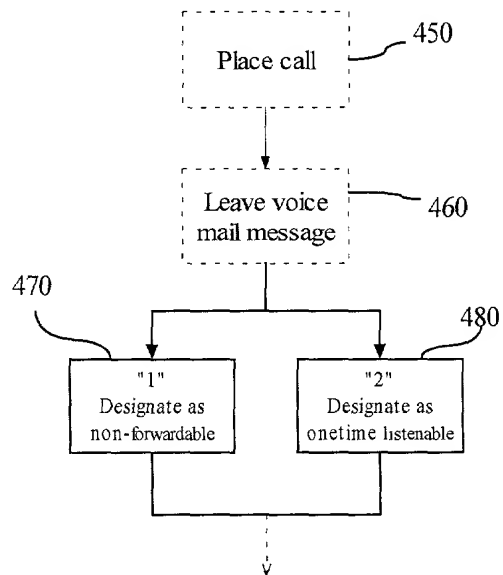 450
Place call
Leave voice
mail message
460
470
480
"1"
Designate as
non-forwardable
"2"
Designate as
onetime listenable